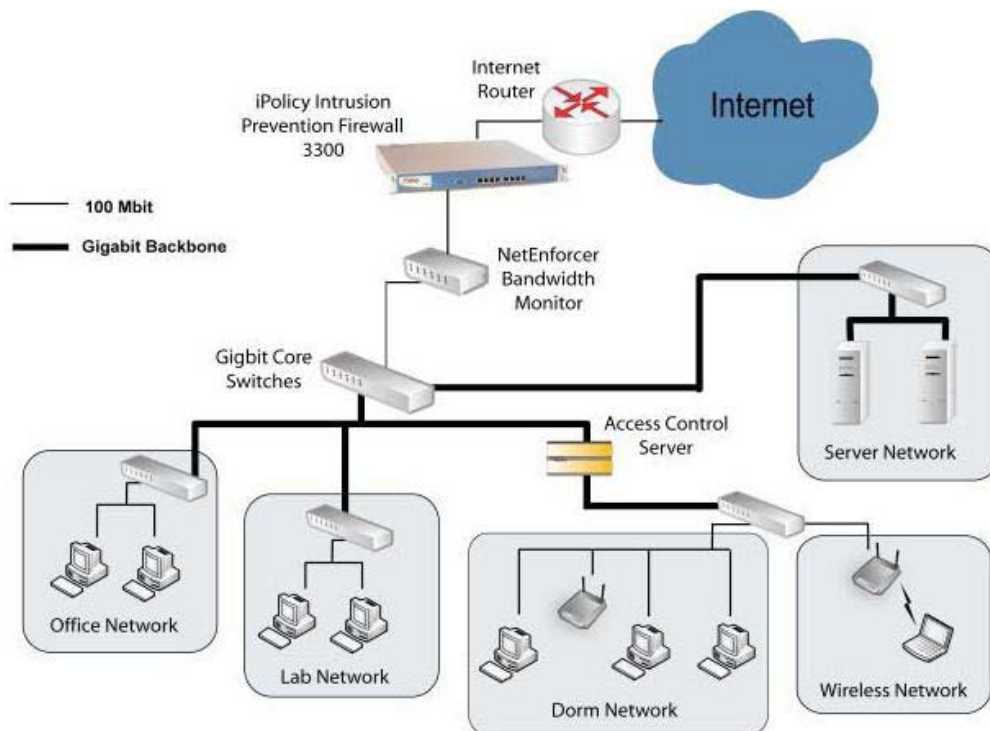 Internet
Router
Internet
iPolicy Intrusion
Prevention Firewall
3300
100 Mbit
Gigabit Backbone
NetEnforcer
Bandwidth
Monitor
Gigbit Core
Switches
Access Control
Server
Server Network
Office Network
Lab Network
Dorm Network
Wireless Network